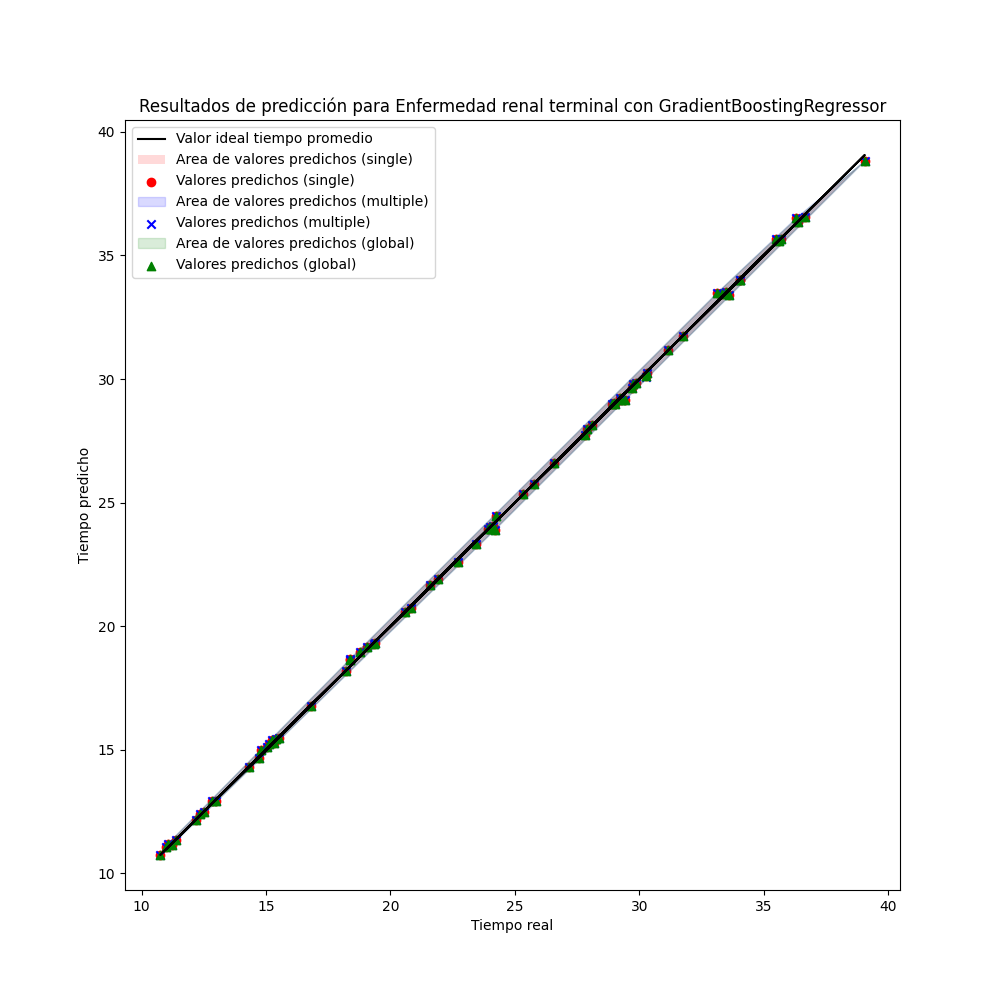 Resultados de predicción para Enfermedad renal terminal con GradientBoostingRegressor
Valor ideal tiempo promedio
Area de valores predichos (single)
Valores predichos (single)
Area de valores predichos (multiple)
Valores predichos (multiple)
Area de valores predichos (global)
Valores predichos (global)
Tiempo predicho
40
35
30
25
20
15
10
10 15 20 25 30 35 40
Tiempo real